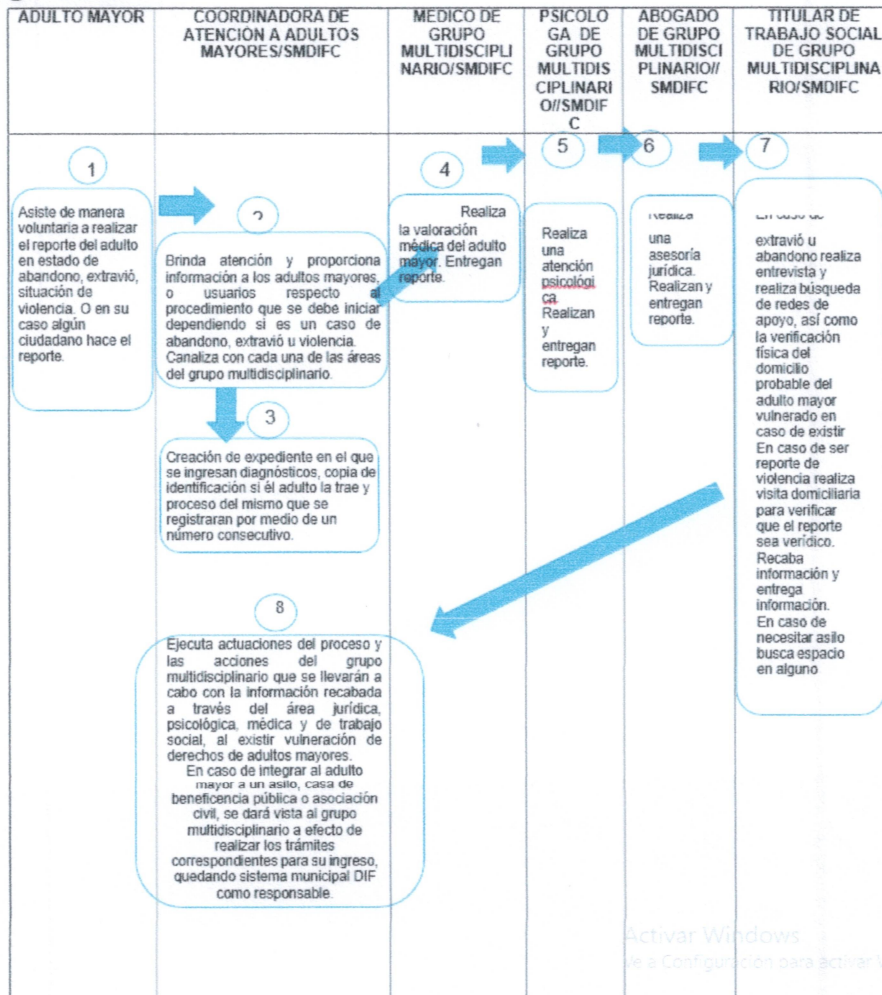 ADULTO MAYOR
COORDINADORA DE
ATENCIÓN A ADULTOS
MAYORES/SMDIFC
MEDICO DE
GRUPO
MULTIDISCIPLI
NARIO/SMDIFC
PSICOLO
GA DE
GRUPO
MULTIDIS
CIPLINARI
O//SMDIF
C
ABOGADO
DE GRUPO
MULTIDISCI
PLINARIO//
SMDIFC
TITULAR DE
TRABAJO SOCIAL
DE GRUPO
MULTIDISCIPLINA
RIO/SMDIFC
1
Asiste de manera
voluntaria a realizar
el reporte del adulto
en estado de
abandono, extravió,
situación de
violencia. O en su
caso algún
ciudadano hace el
reporte.
2
Brinda atención y proporciona
información a los adultos mayores,
o usuarios respecto al
procedimiento que se debe iniciar
dependiendo si es un caso de
abandono, extravió u violencia.
Canaliza con cada una de las áreas
del grupo multidisciplinario.
3
Creación de expediente en el que
se ingresan diagnósticos, copia de
identificación si él adulto la trae y
proceso del mismo que se
registraran por medio de un
número consecutivo.
4
Realiza
la valoración
médica del adulto
mayor. Entregan
reporte.
5
Realiza
una
atención
psicológi
ca.
Realizan
y
entregan
reporte.
6
Realiza
una
asesoría
jurídica.
Realizan y
entregan
reporte.
7
En caso de
extravió u
abandono realiza
entrevista y
realiza búsqueda
de redes de
apoyo, así como
la verificación
física del
domicilio
probable del
adulto mayor
vulnerado en
caso de existir
En caso de ser
reporte de
violencia realiza
visita domiciliaria
para verificar
que el reporte
sea verídico.
Recaba
información y
entrega
información.
En caso de
necesitar asilo
busca espacio
en alguno
8
Ejecuta actuaciones del proceso y
las acciones del grupo
multidisciplinario que se llevarán a
cabo con la información recabada
a través del área jurídica,
psicológica, médica y de trabajo
social, al existir vulneración de
derechos de adultos mayores.
En caso de integrar al adulto
mayor a un asilo, casa de
beneficencia pública o asociación
civil, se dará vista al grupo
multidisciplinario a efecto de
realizar los trámites
correspondientes para su ingreso,
quedando sistema municipal DIF
como responsable.
Activar Windows
Ve a Configuración para activar W